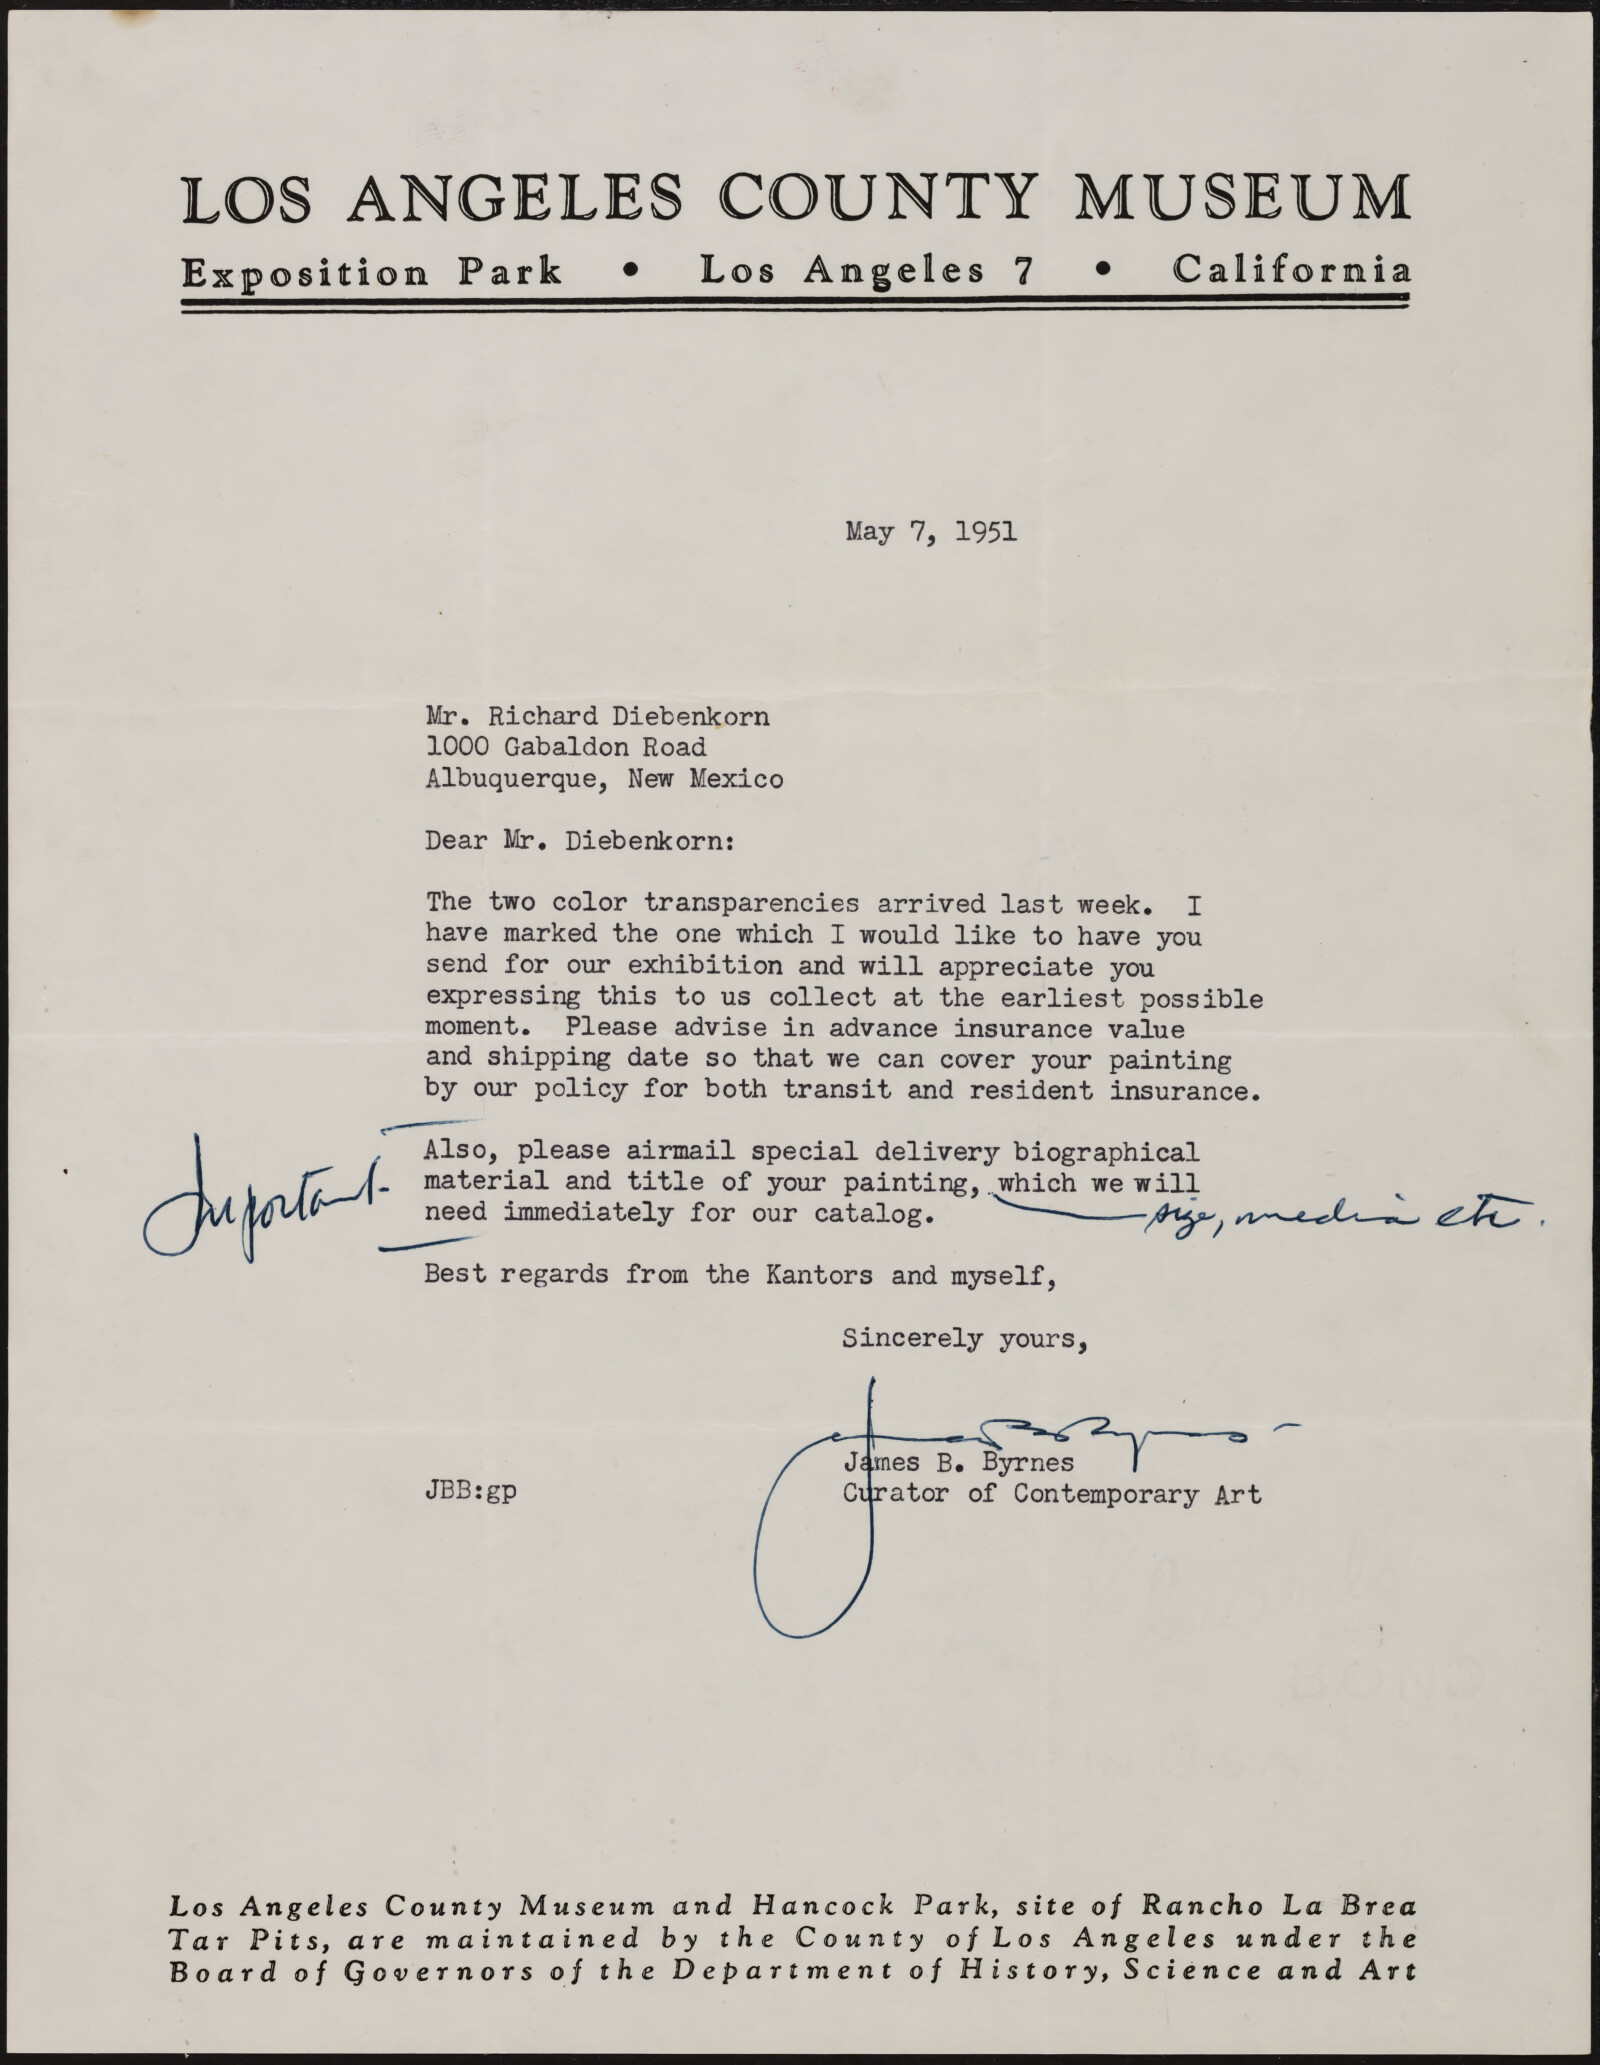 LOS ANGELES COUNTY MUSEUM
Exposition Park • Los Angeles 7 • California
May 7, 1951
Mr. Richard Diebenkorn
1000 Gabaldon Road
Albuquerque, New Mexico
Dear Mr. Diebenkorn:
The two color transparencies arrived last week. I
have marked the one which I would like to have you
send for our exhibition and will appreciate you
expressing this to us collect at the earliest possible
moment. Please advise in advance insurance value
and shipping date so that we can cover your painting
by our policy for both transit and resident insurance.
Important
Also, please airmail special delivery biographical
material and title of your painting, which we will
need immediately for our catalog.
size, media etc.
Best regards from the Kantors and myself,
Sincerely yours,
James B Byrnes
James B. Byrnes
JBB:gp
Curator of Contemporary Art
Los Angeles County Museum and Hancock Park, site of Rancho La Brea
Tar Pits, are maintained by the County of Los Angeles under the
Board of Governors of the Department of History, Science and Art